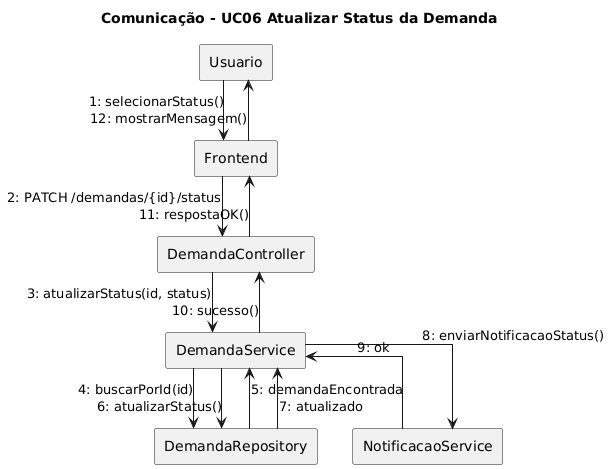 Comunicação - UC06 Atualizar Status da Demanda
Usuario
1: selecionarStatus()
12: mostrarMensagem()
Frontend
2: PATCH /demandas/{id}/status
11: respostaOK()
DemandaController
3: atualizarStatus(id, status)
10: sucesso()
8: enviarNotificacaoStatus()
9: ok
DemandaService
4: buscarPorId(id)
5: demandaEncontrada
6: atualizarStatus()
7: atualizado
DemandaRepository
NotificacaoService